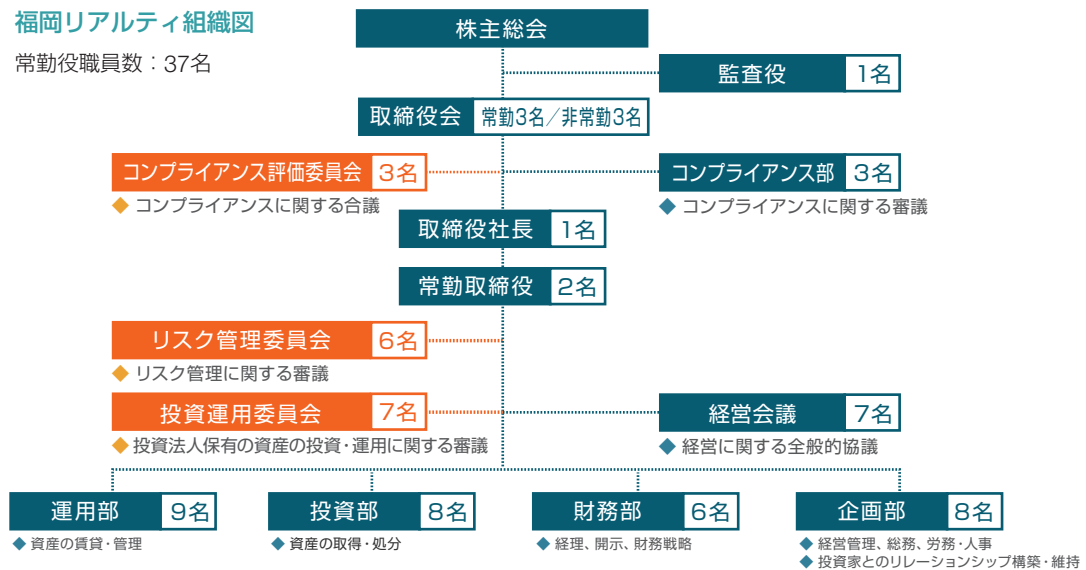 福岡リアルティ組織図
常勤役職員数：37名
株主総会
監査役 1名
取締役会 常勤3名／非常勤3名
コンプライアンス評価委員会 3名
◆ コンプライアンスに関する合議
コンプライアンス部 3名
◆ コンプライアンスに関する審議
取締役社長 1名
常勤取締役 2名
リスク管理委員会 6名
◆ リスク管理に関する審議
投資運用委員会 7名
◆ 投資法人保有の資産の投資・運用に関する審議
経営会議 7名
◆ 経営に関する全般的協議
運用部 9名
◆ 資産の賃貸・管理
投資部 8名
◆ 資産の取得・処分
財務部 6名
◆ 経理、開示、財務戦略
企画部 8名
◆ 経営管理、総務、労務・人事
◆ 投資家とのリレーションシップ構築・維持